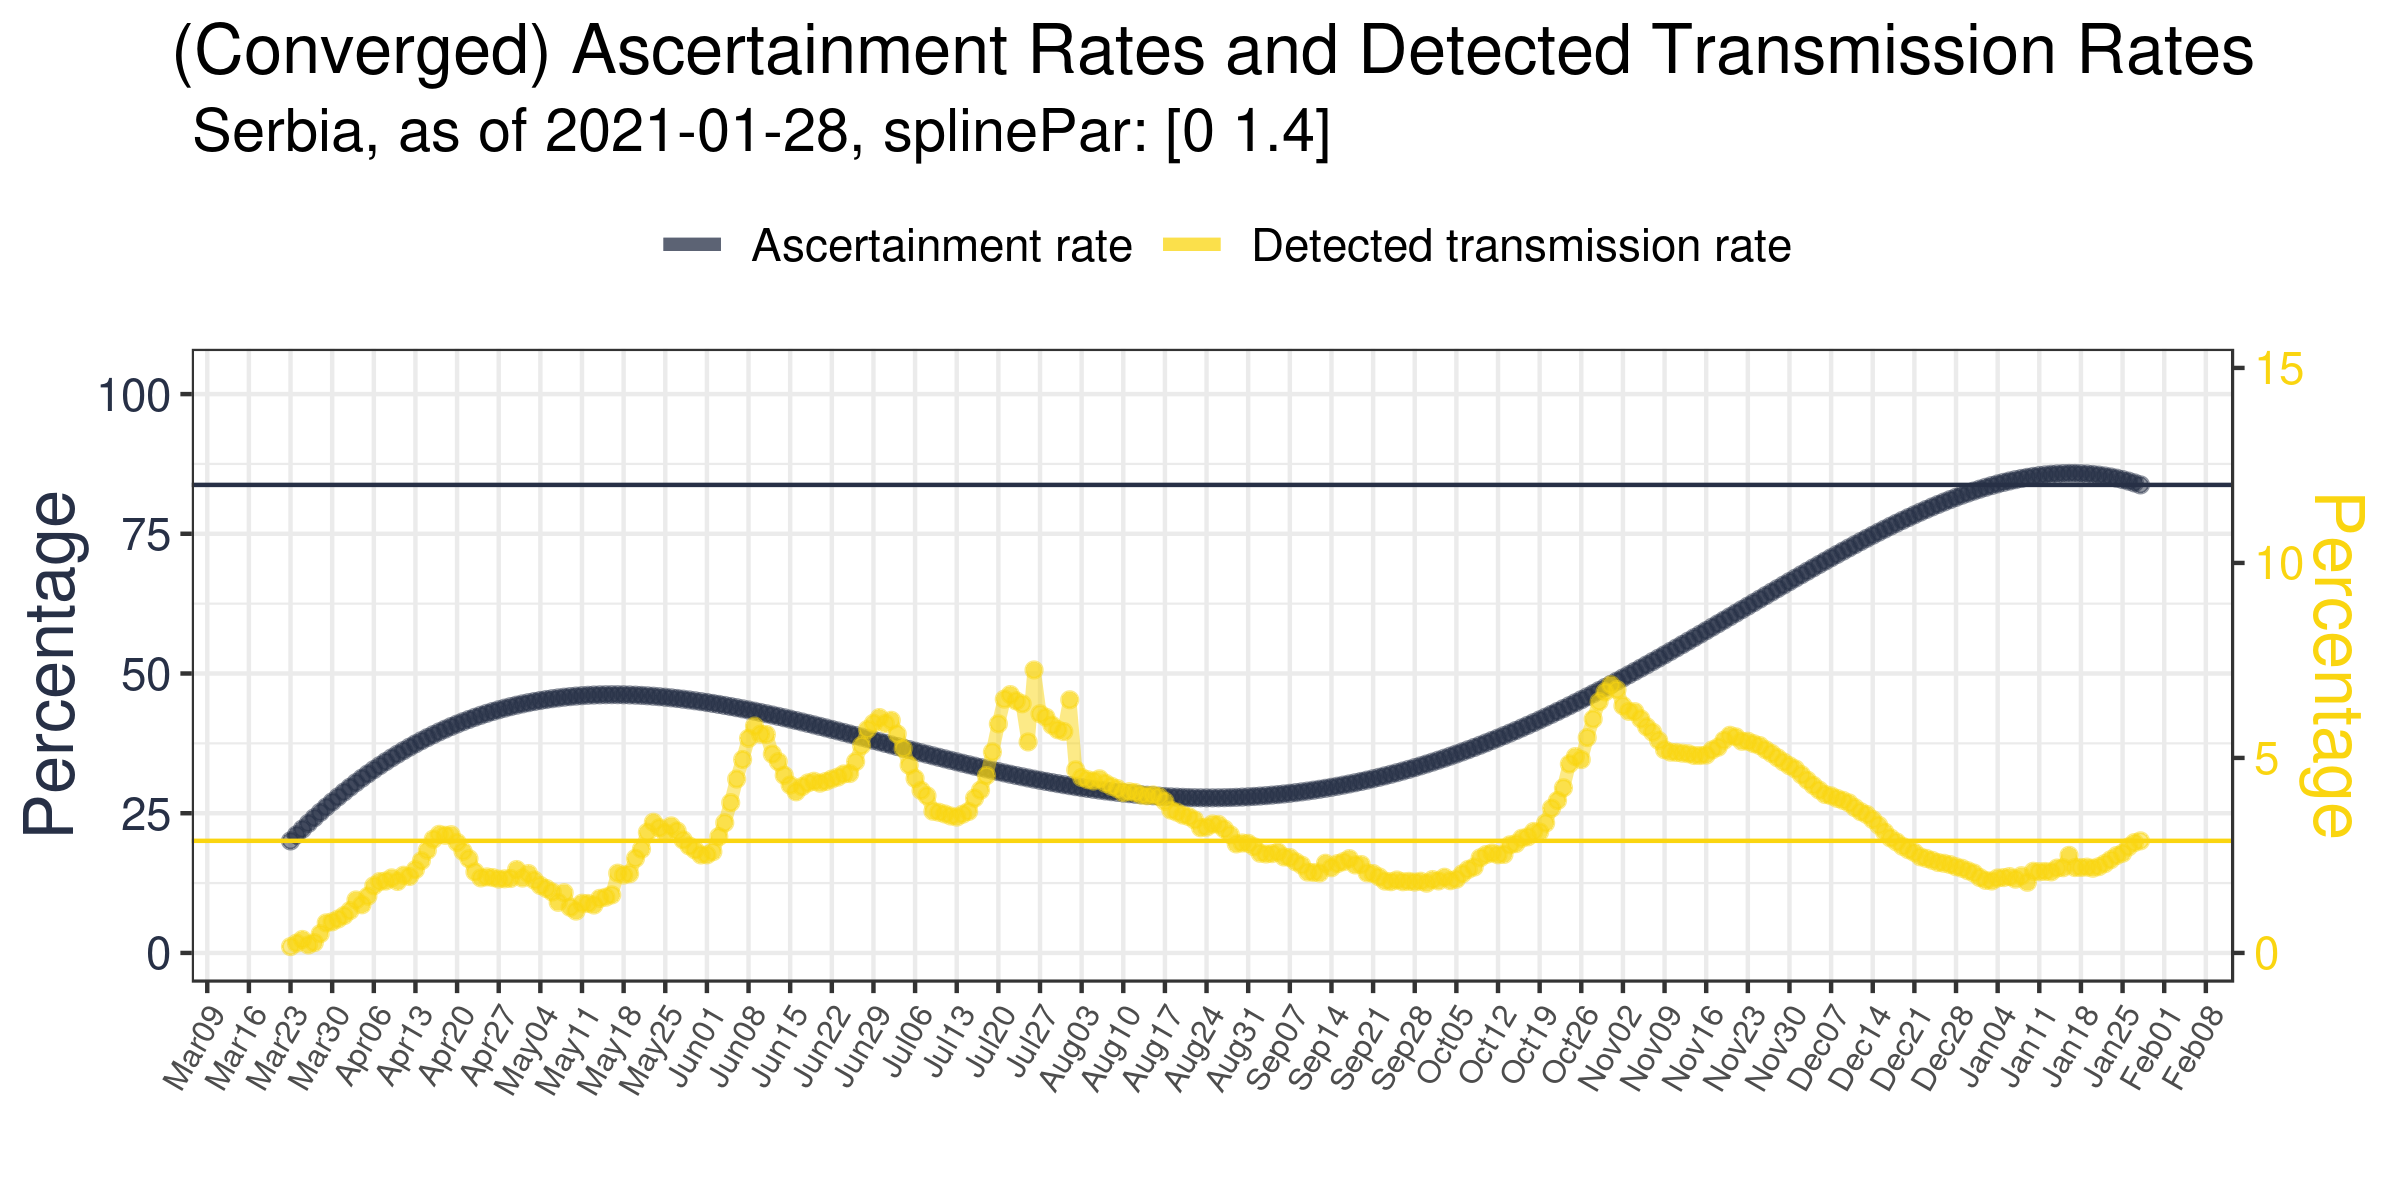 (Converged) Ascertainment Rates and Detected Transmission Rates
Serbia, as of 2021-01-28, splinePar: [0 1.4]
Ascertainment rate
Detected transmission rate
Percentage
100
75
50
25
0
15
10
5
0
Percentage
Mar09
Mar16
Mar23
Mar30
Apr06
Apr13
Apr20
Apr27
May04
May11
May18
May25
Jun01
Jun08
Jun15
Jun22
Jun29
Jul06
Jul13
Jul20
Jul27
Aug03
Aug10
Aug17
Aug24
Aug31
Sep07
Sep14
Sep21
Sep28
Oct05
Oct12
Oct19
Oct26
Nov02
Nov09
Nov16
Nov23
Nov30
Dec07
Dec14
Dec21
Dec28
Jan04
Jan11
Jan18
Jan25
Feb01
Feb08